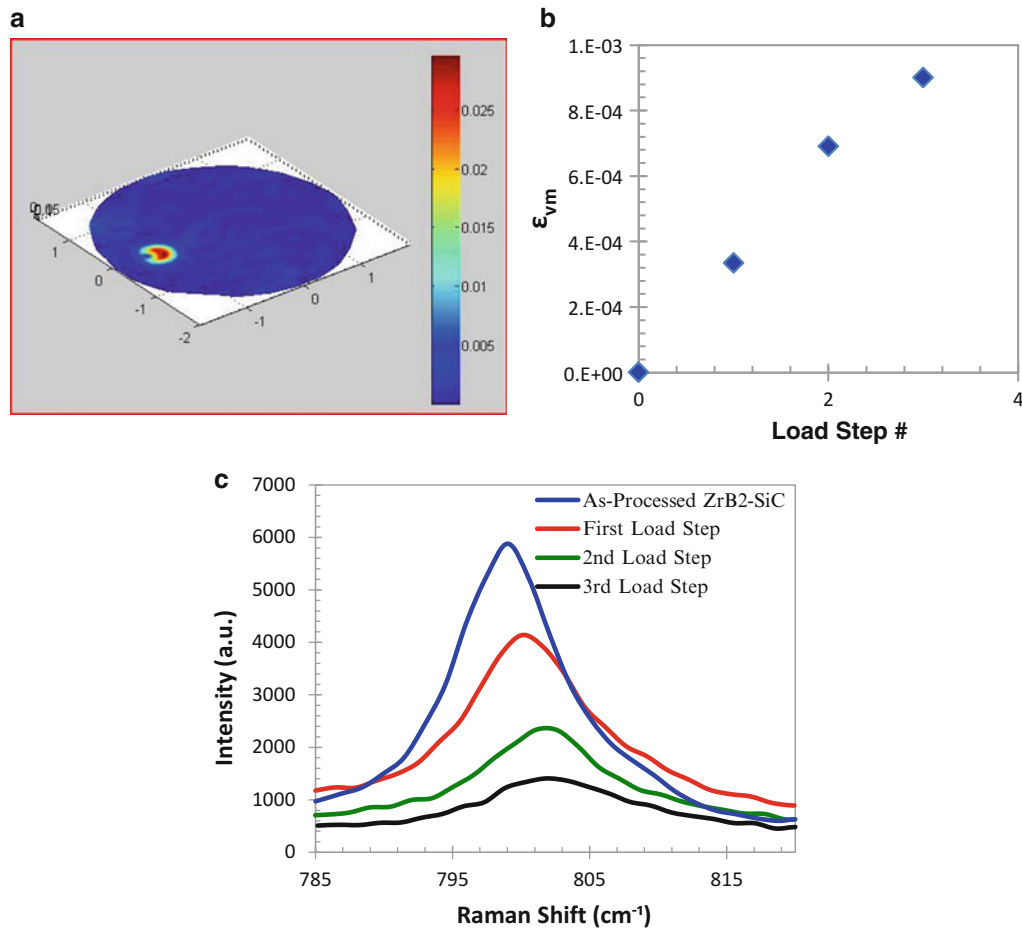 a
0.025
0.02
0.015
0.01
0.005
1
0
-1
-2
-1
0
1
b
1.E-03
8.E-04
6.E-04
4.E-04
2.E-04
0.E+00
εvm
0
2
4
Load Step #
c
7000
6000
5000
4000
3000
2000
1000
0
Intensity (a.u.)
As-Processed ZrB2-SiC
First Load Step
2nd Load Step
3rd Load Step
785
795
805
815
Raman Shift (cm⁻¹)